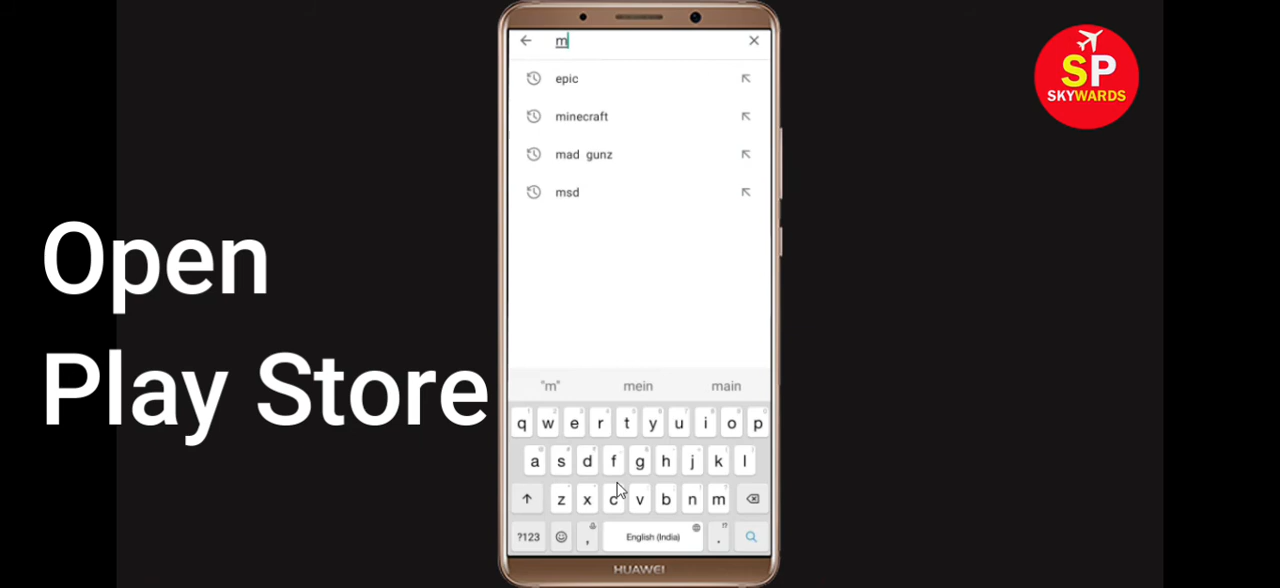 m
epic
minecraft
mad gunz
msd
Open
Play Store
SP
SKYWARDS
"m" mein main
q w e r t y u i o p
a s d f g h j k l
z x c v b n m
?123 , English (India) .
HUAWEI